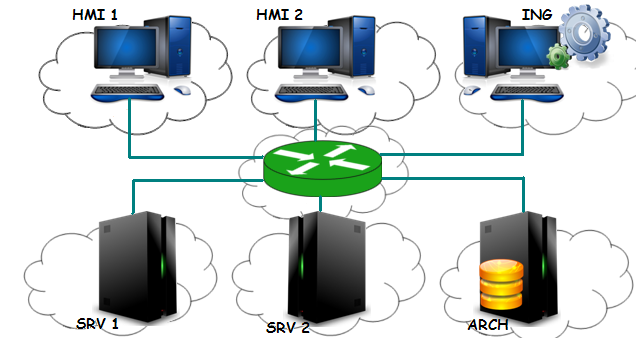 HMI 1
HMI 2
ING
SRV 1
SRV 2
ARCH